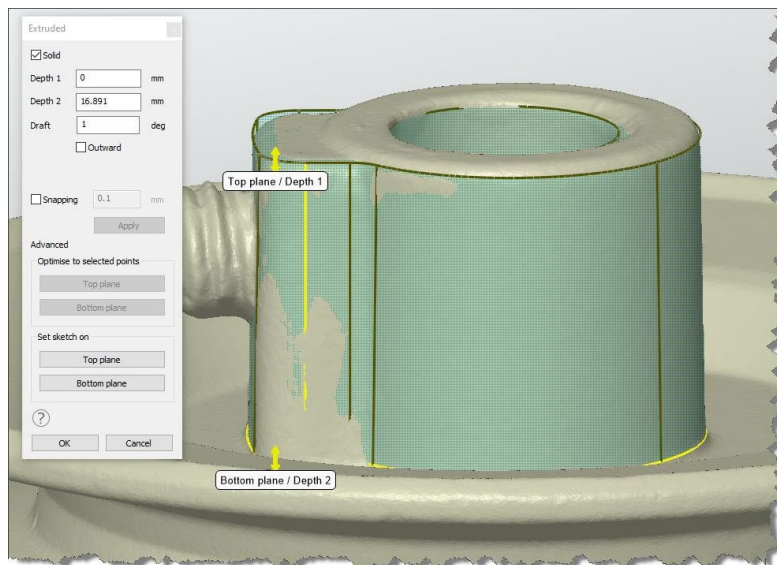 Extruded
Solid
Depth 1 0 mm
Depth 2 16.891 mm
Draft 1 deg
Outward
Snapping 0.1 mm
Apply
Advanced
Optimise to selected points
Top plane
Bottom plane
Set sketch on
Top plane
Bottom plane
?
OK Cancel
Top plane / Depth 1
Bottom plane / Depth 2